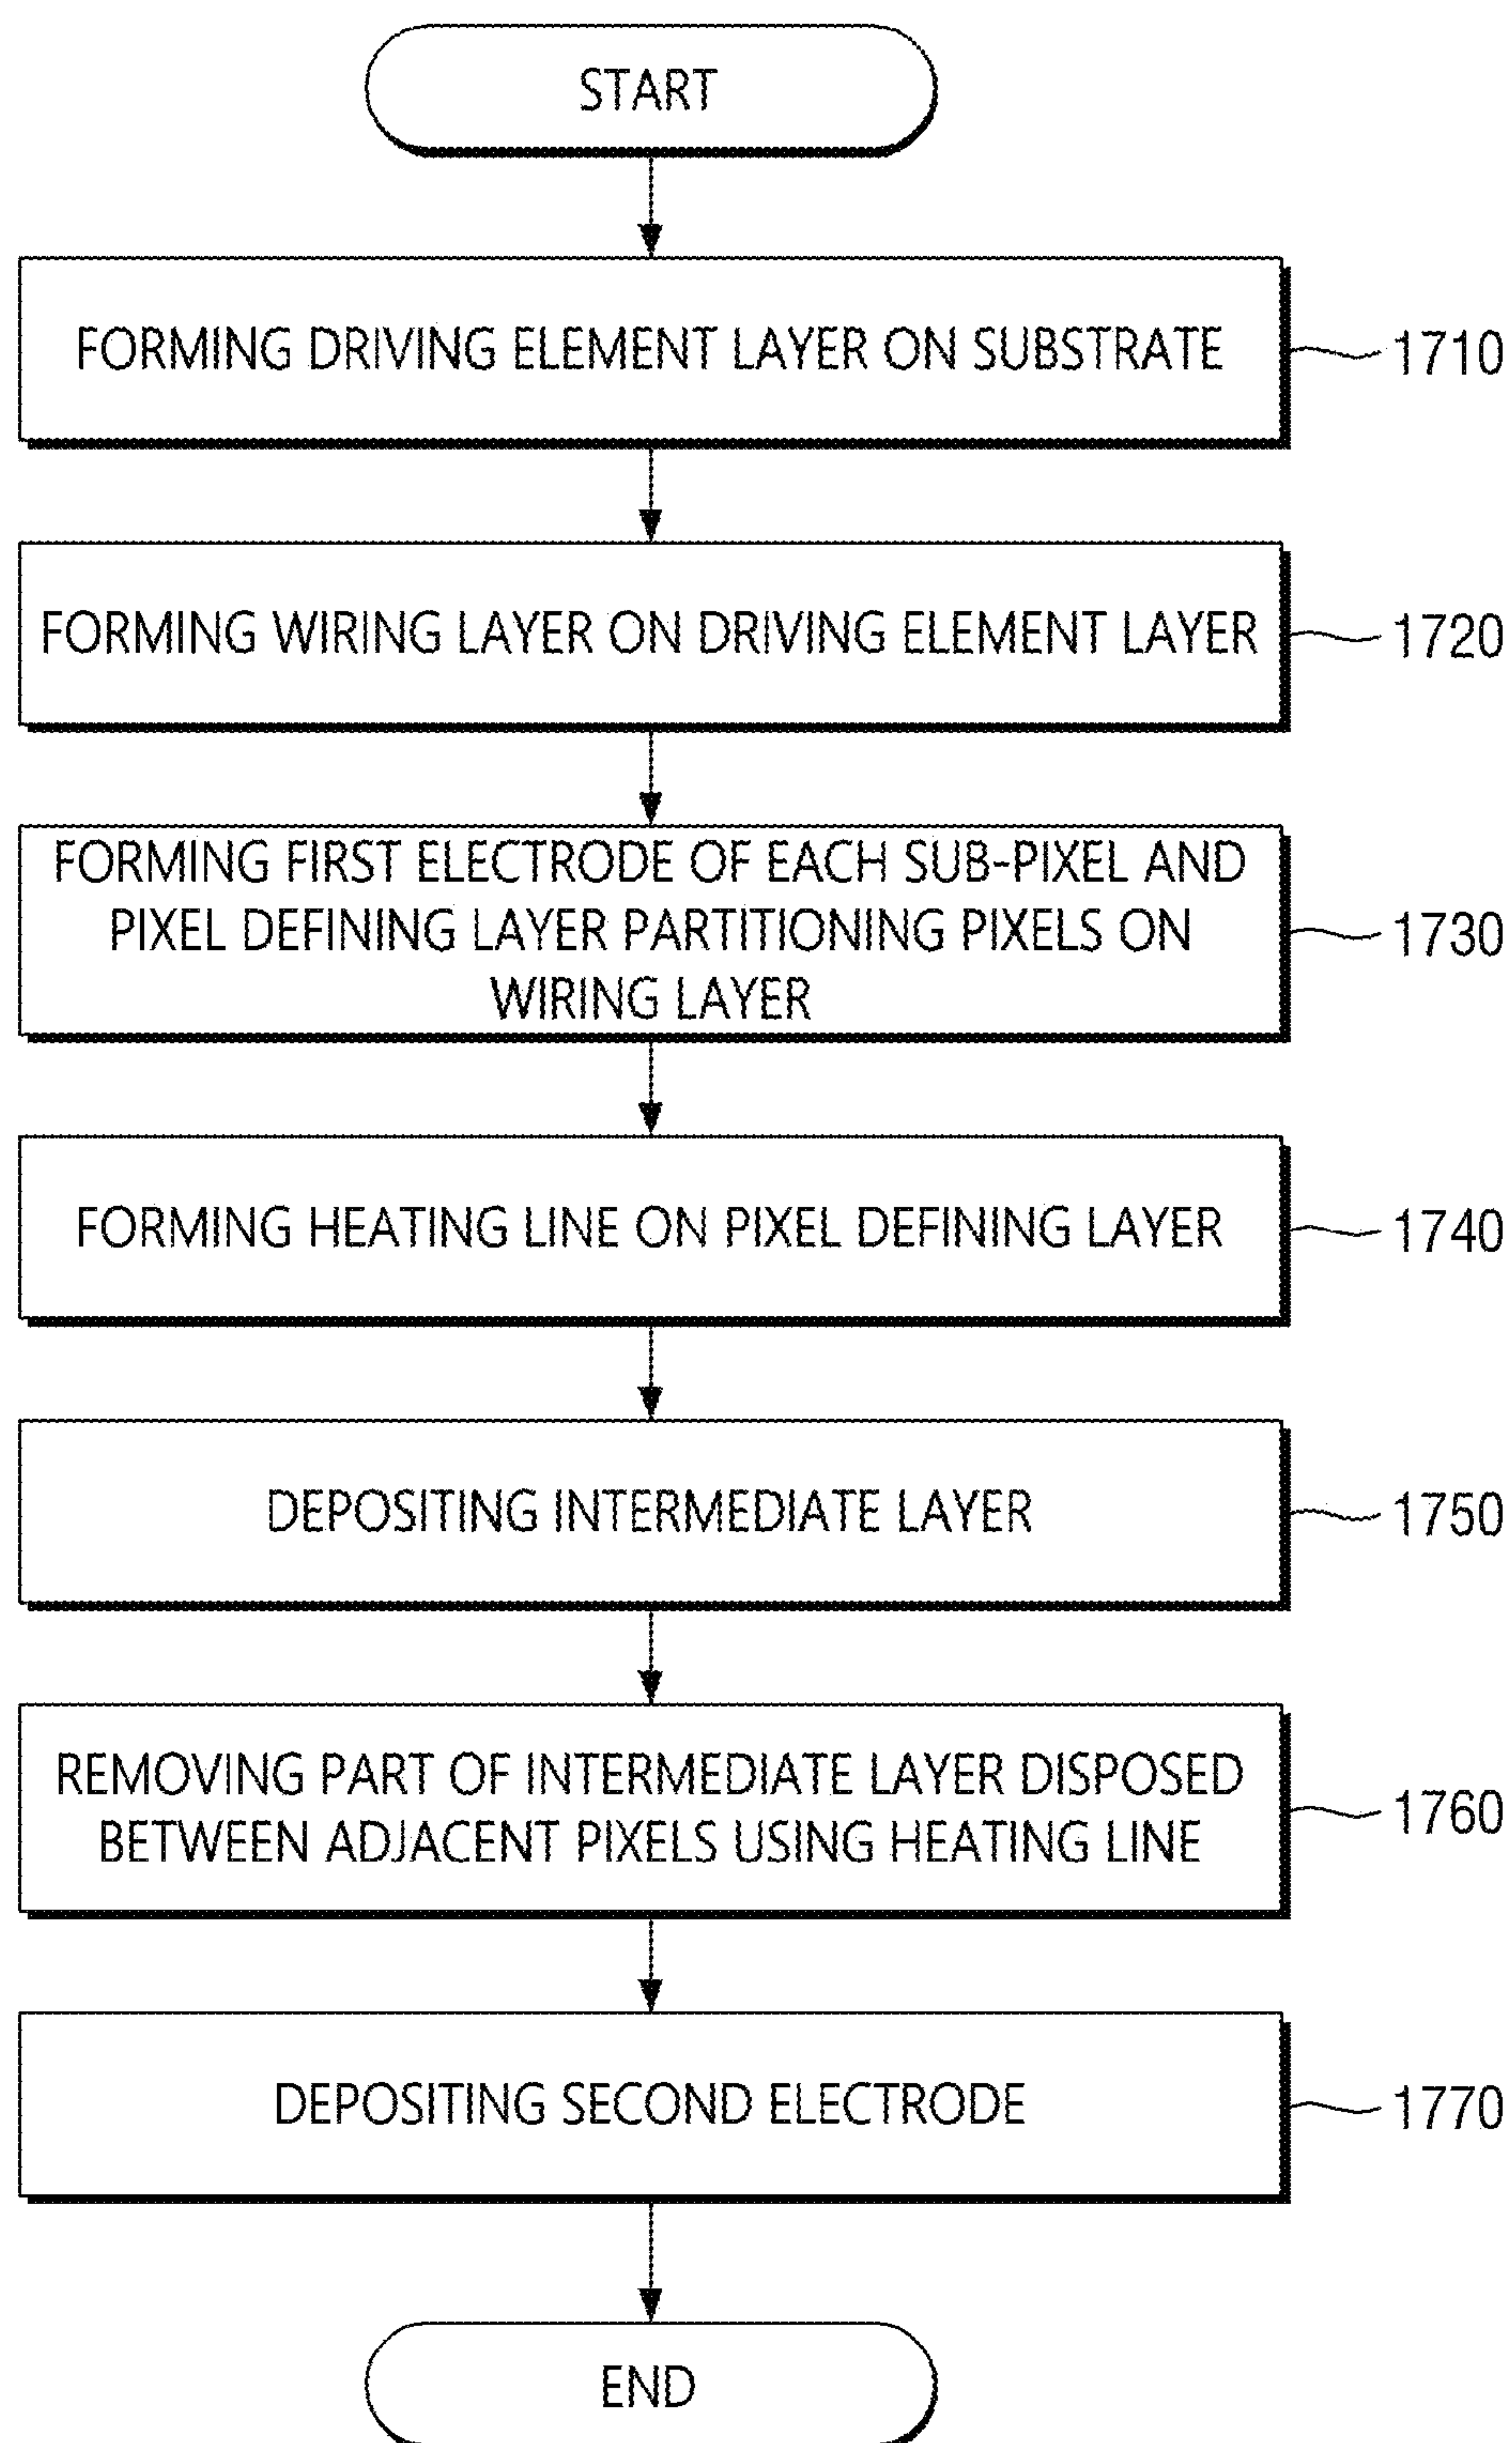 START
FORMING DRIVING ELEMENT LAYER ON SUBSTRATE
1710
FORMING WIRING LAYER ON DRIVING ELEMENT LAYER
1720
FORMING FIRST ELECTRODE OF EACH SUB-PIXEL AND
PIXEL DEFINING LAYER PARTITIONING PIXELS ON
WIRING LAYER
1730
FORMING HEATING LINE ON PIXEL DEFINING LAYER
1740
DEPOSITING INTERMEDIATE LAYER
1750
REMOVING PART OF INTERMEDIATE LAYER DISPOSED
BETWEEN ADJACENT PIXELS USING HEATING LINE
1760
DEPOSITING SECOND ELECTRODE
1770
END